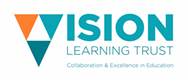 VISION
LEARNING TRUST
Collaboration & Excellence in Education